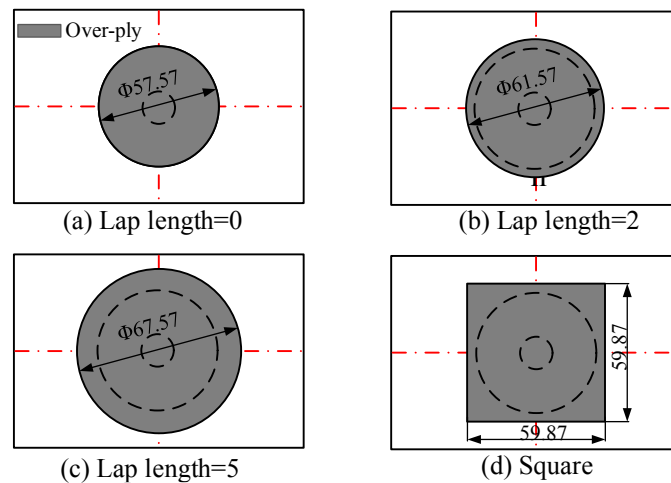 Over-ply
Φ57.57
Φ61.57
(a) Lap length=0
(b) Lap length=2
Φ67.57
59.87
59.87
(c) Lap length=5
(d) Square